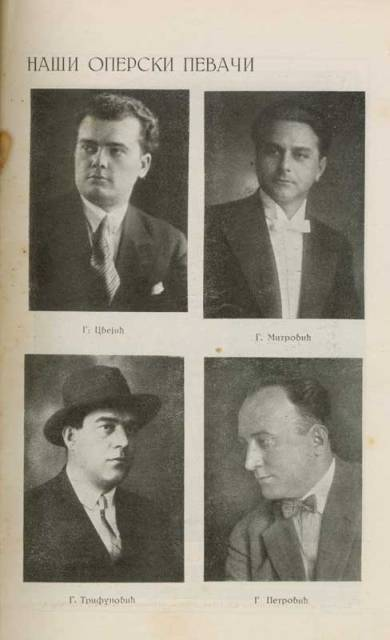 НАШИ ОПЕРСКИ ПЕВАЧИ
Г. Цвејић
Г. Митровић
Г. Трифуновић
Г Петровић